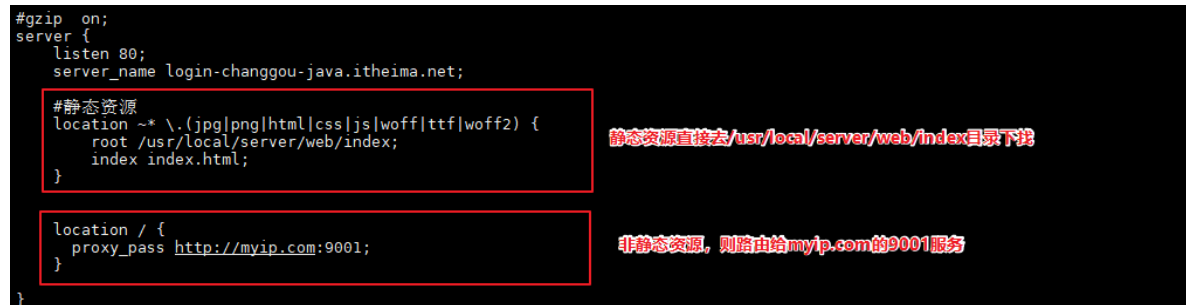 #gzip  on;
server {
    listen 80;
    server_name login-changgou-java.itheima.net;
    #静态资源
    location ~* \.(jpg|png|html|css|js|woff|ttf|woff2) {
        root /usr/local/server/web/index;
        index index.html;
    }
静态资源直接去/usr/local/server/web/index目录下找
    location / {
      proxy_pass http://myip.com:9001;
    }
非静态资源，则路由给myip.com的9001服务
}